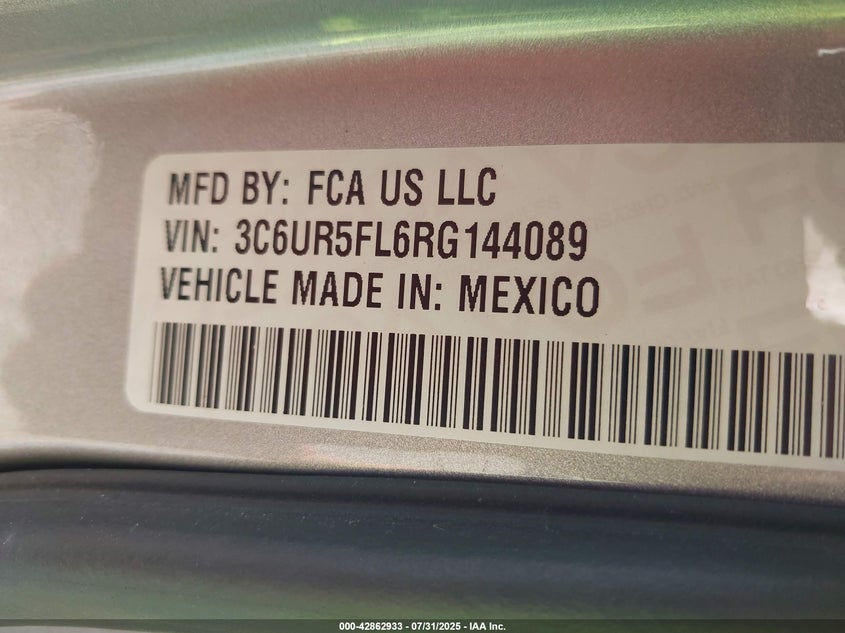 MFD BY: FCA US LLC
VIN: 3C6UR5FL6RG144089
VEHICLE MADE IN: MEXICO
000-42862933 - 07/31/2025 - IAA Inc.